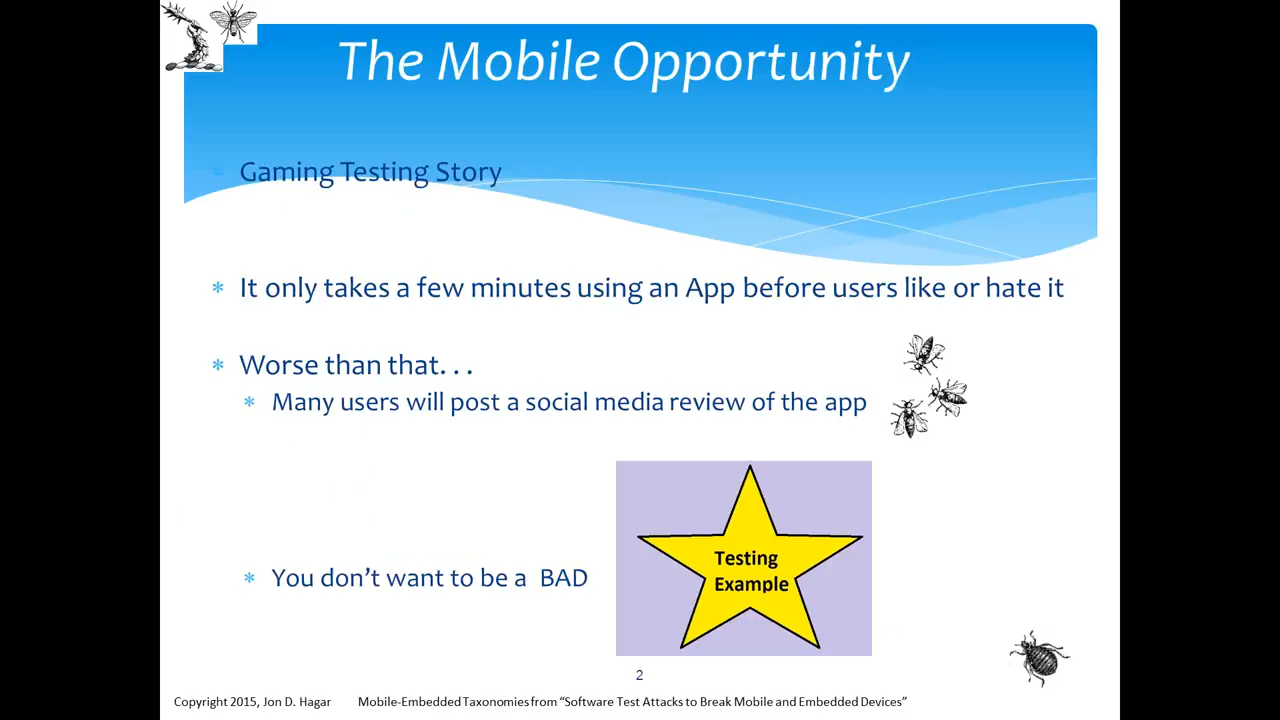 The Mobile Opportunity
* Gaming Testing Story
* It only takes a few minutes using an App before users like or hate it
* Worse than that. . .
* Many users will post a social media review of the app
* You don’t want to be a BAD
Testing
Example
2
Copyright 2015, Jon D. Hagar Mobile-Embedded Taxonomies from “Software Test Attacks to Break Mobile and Embedded Devices”